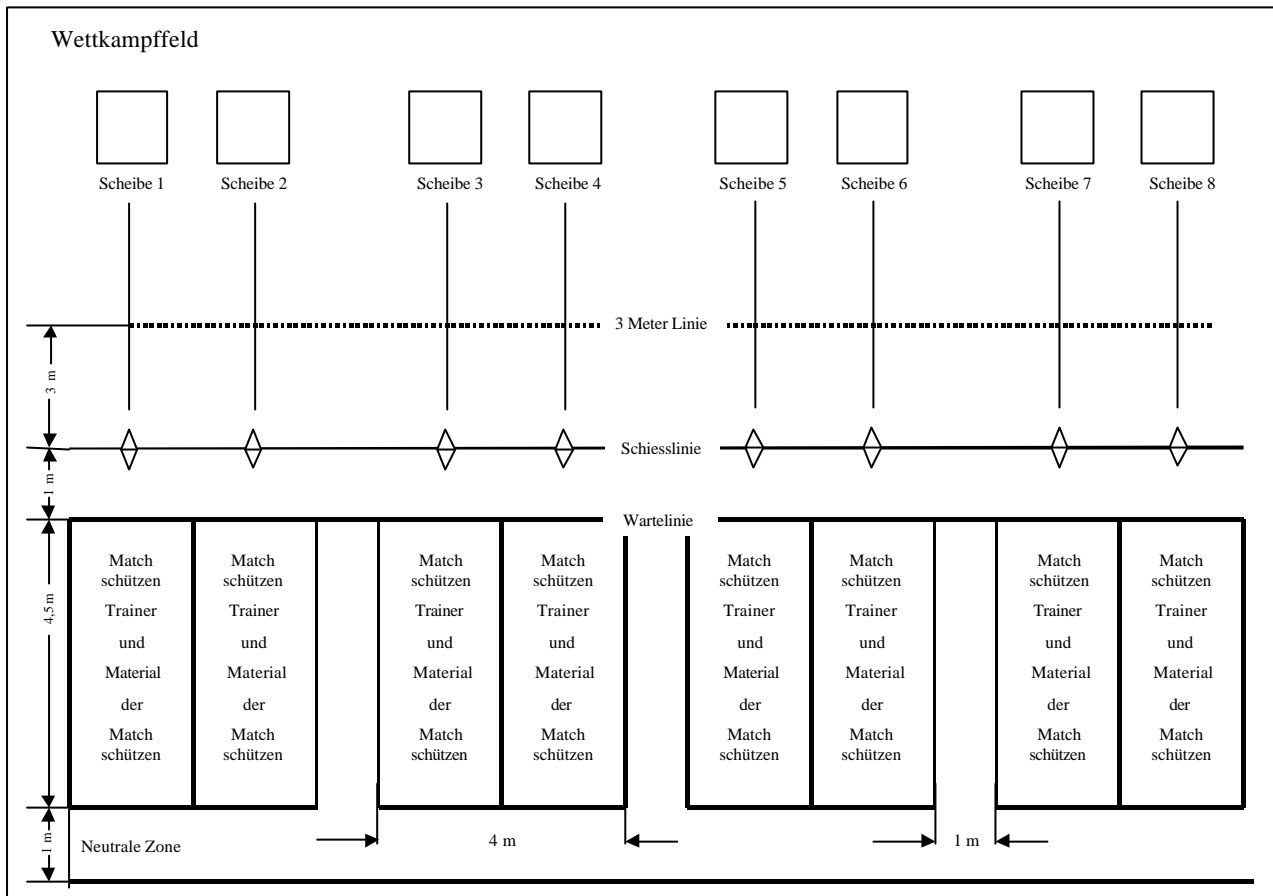 Wettkampffeld
Scheibe 1 Scheibe 2 Scheibe 3 Scheibe 4 Scheibe 5 Scheibe 6 Scheibe 7 Scheibe 8
3 Meter Linie
3 m
Schiesslinie
1 m
Wartelinie
4,5 m
Match Match Match Match Match Match Match Match
schützen schützen schützen schützen schützen schützen schützen schützen
Trainer Trainer Trainer Trainer Trainer Trainer Trainer Trainer
und und und und und und und und
Material Material Material Material Material Material Material Material
der der der der der der der der
Match Match Match Match Match Match Match Match
schützen schützen schützen schützen schützen schützen schützen schützen
1 m
Neutrale Zone 4 m 1 m